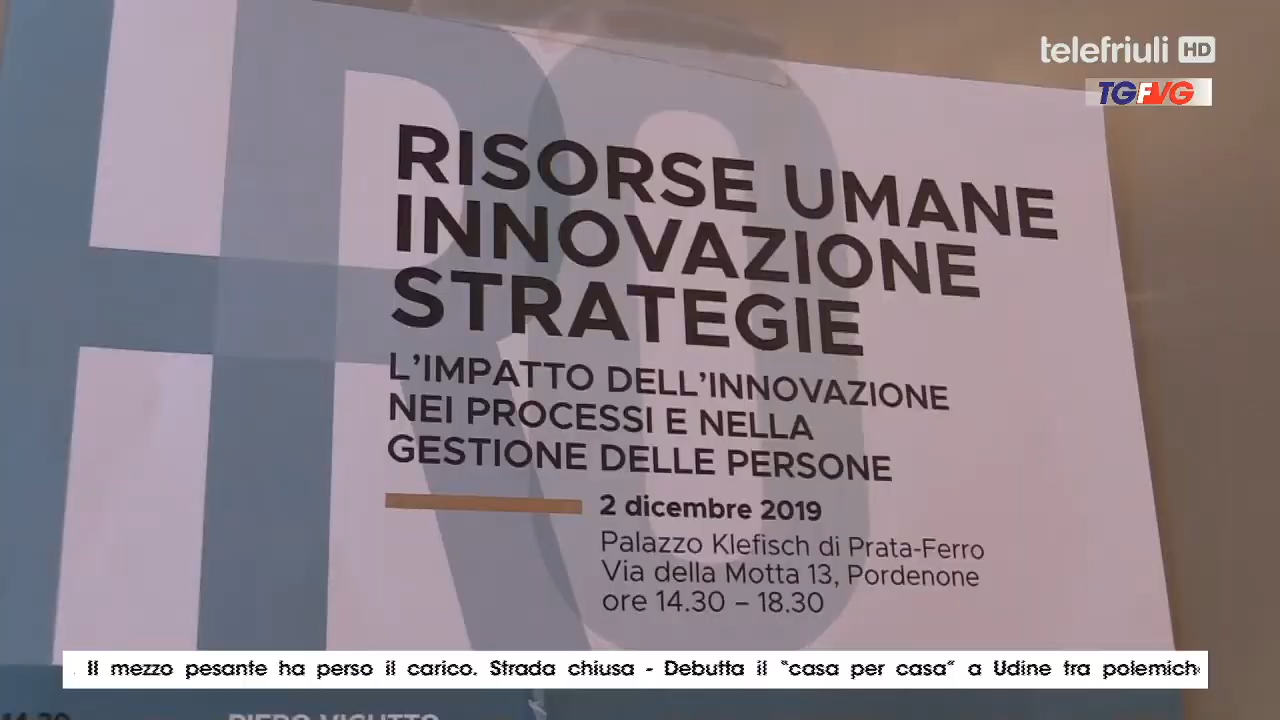 telefriuli HD
TGFVG
RISORSE UMANE
INNOVAZIONE
STRATEGIE
L'IMPATTO DELL'INNOVAZIONE
NEI PROCESSI E NELLA
GESTIONE DELLE PERSONE
2 dicembre 2019
Palazzo Klefisch di Prata-Ferro
Via della Motta 13, Pordenone
ore 14.30 – 18.30
. Il mezzo pesante ha perso il carico. Strada chiusa - Debutta il "casa per casa" a Udine tra polemich